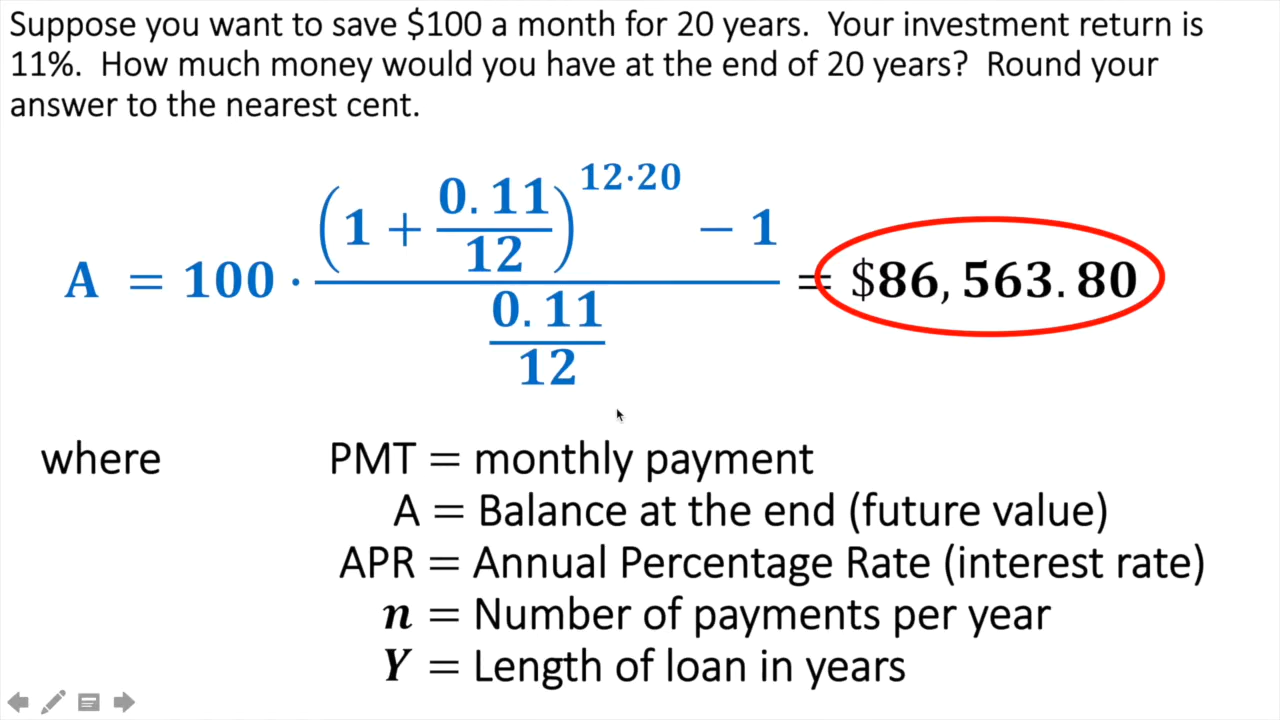 Suppose you want to save $100 a month for 20 years. Your investment return is
11%. How much money would you have at the end of 20 years? Round your
answer to the nearest cent.
A = 100 · ((1 + 0.11/12)^(12·20) − 1) / (0.11/12) = $86,563.80
where PMT = monthly payment
A = Balance at the end (future value)
APR = Annual Percentage Rate (interest rate)
n = Number of payments per year
Y = Length of loan in years